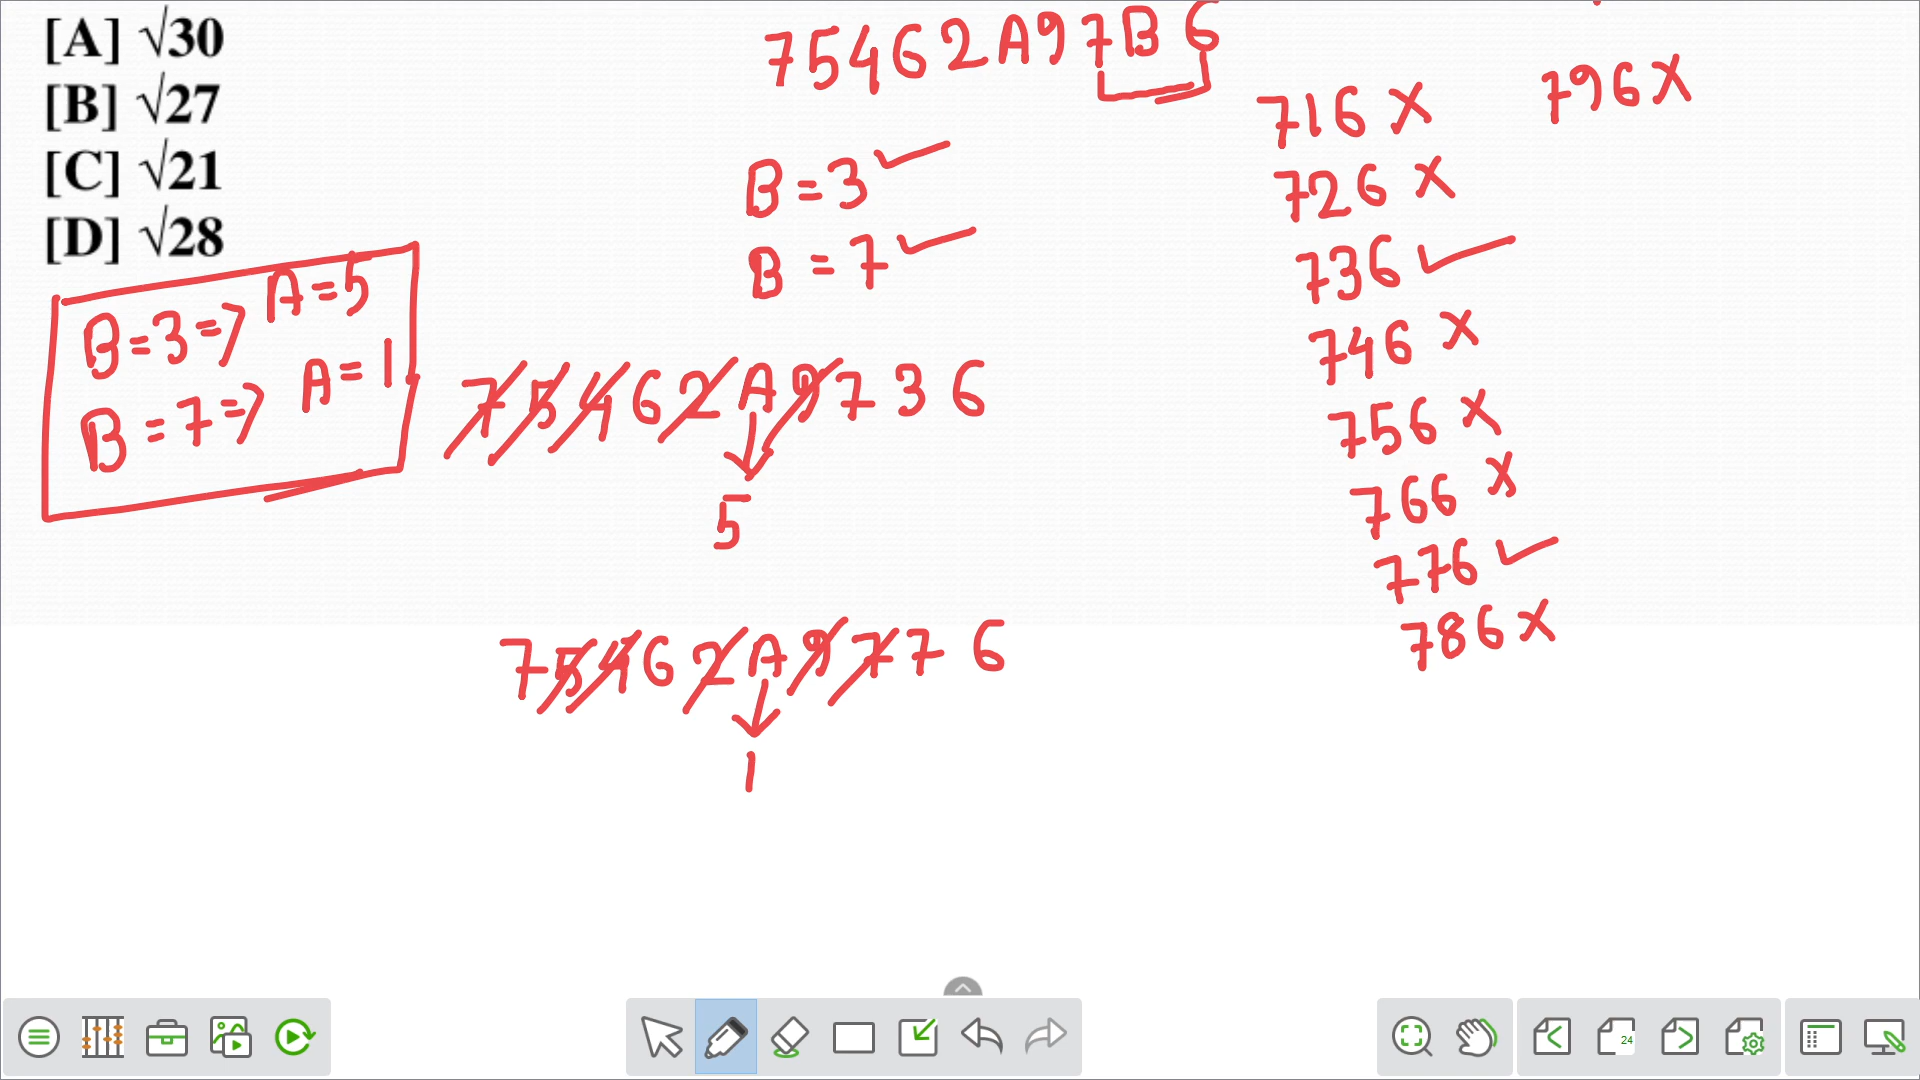 [A] √30
[B] √27
[C] √21
[D] √28
75462A97B6
B=3
B=7
B=3=> A=5
B=7=> A=1
75462A9736
5
75462A9776
1
716 X
726 X
736 ✓
746 X
756 X
766 X
776 ✓
786 X
796 X
24